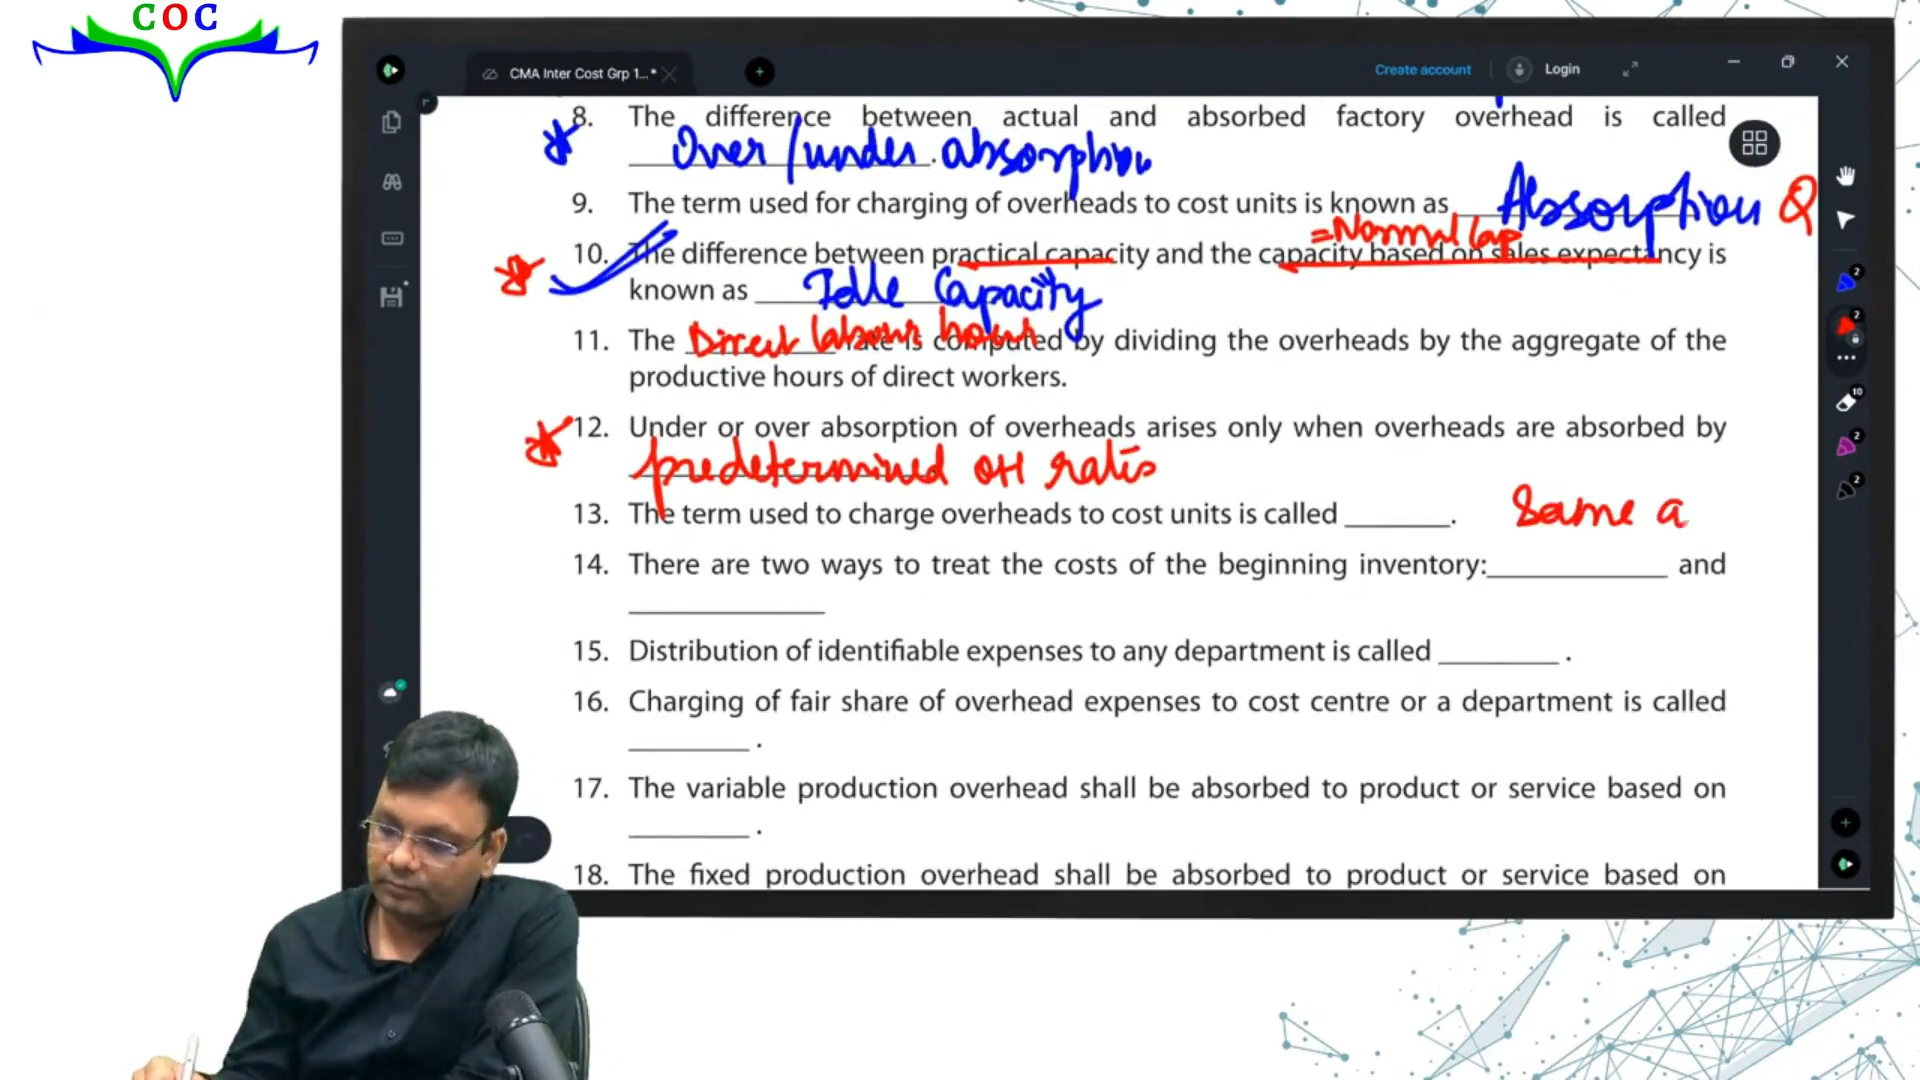 COC
CMA Inter Cost Grp 1...*
Create account
Login
8. The difference between actual and absorbed factory overhead is called
Over/under absorption
9. The term used for charging of overheads to cost units is known as Absorption Q
=Normal Cap
10. The difference between practical capacity and the capacity based on sales expectancy is
known as Idle Capacity
11. The Direct labour hour rate is computed by dividing the overheads by the aggregate of the
productive hours of direct workers.
12. Under or over absorption of overheads arises only when overheads are absorbed by
predetermined OH rates
13. The term used to charge overheads to cost units is called ________. Same a
14. There are two ways to treat the costs of the beginning inventory:____________ and
____________
15. Distribution of identifiable expenses to any department is called ________ .
16. Charging of fair share of overhead expenses to cost centre or a department is called
________ .
17. The variable production overhead shall be absorbed to product or service based on
________ .
18. The fixed production overhead shall be absorbed to product or service based on